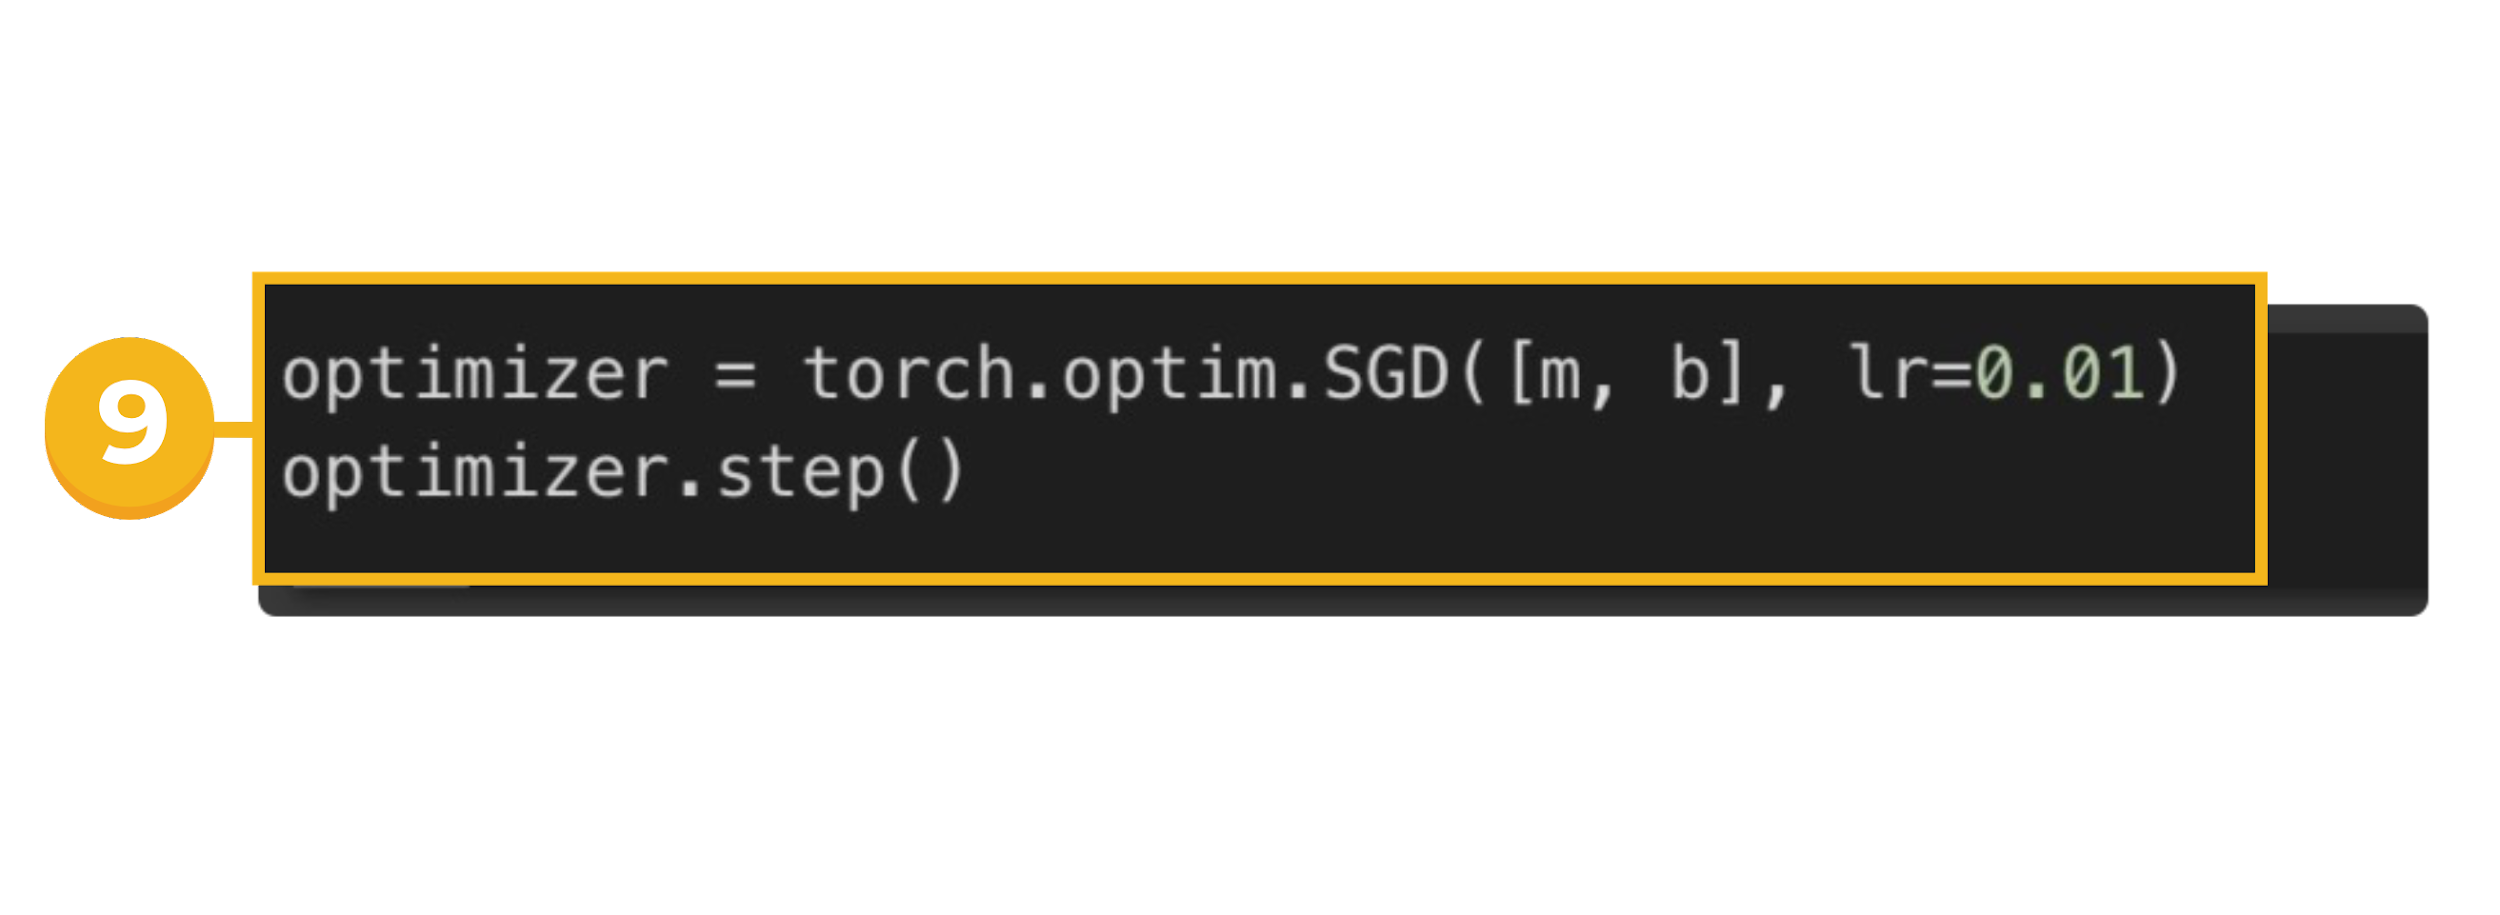 9
optimizer = torch.optim.SGD([m, b], lr=0.01)
optimizer.step()